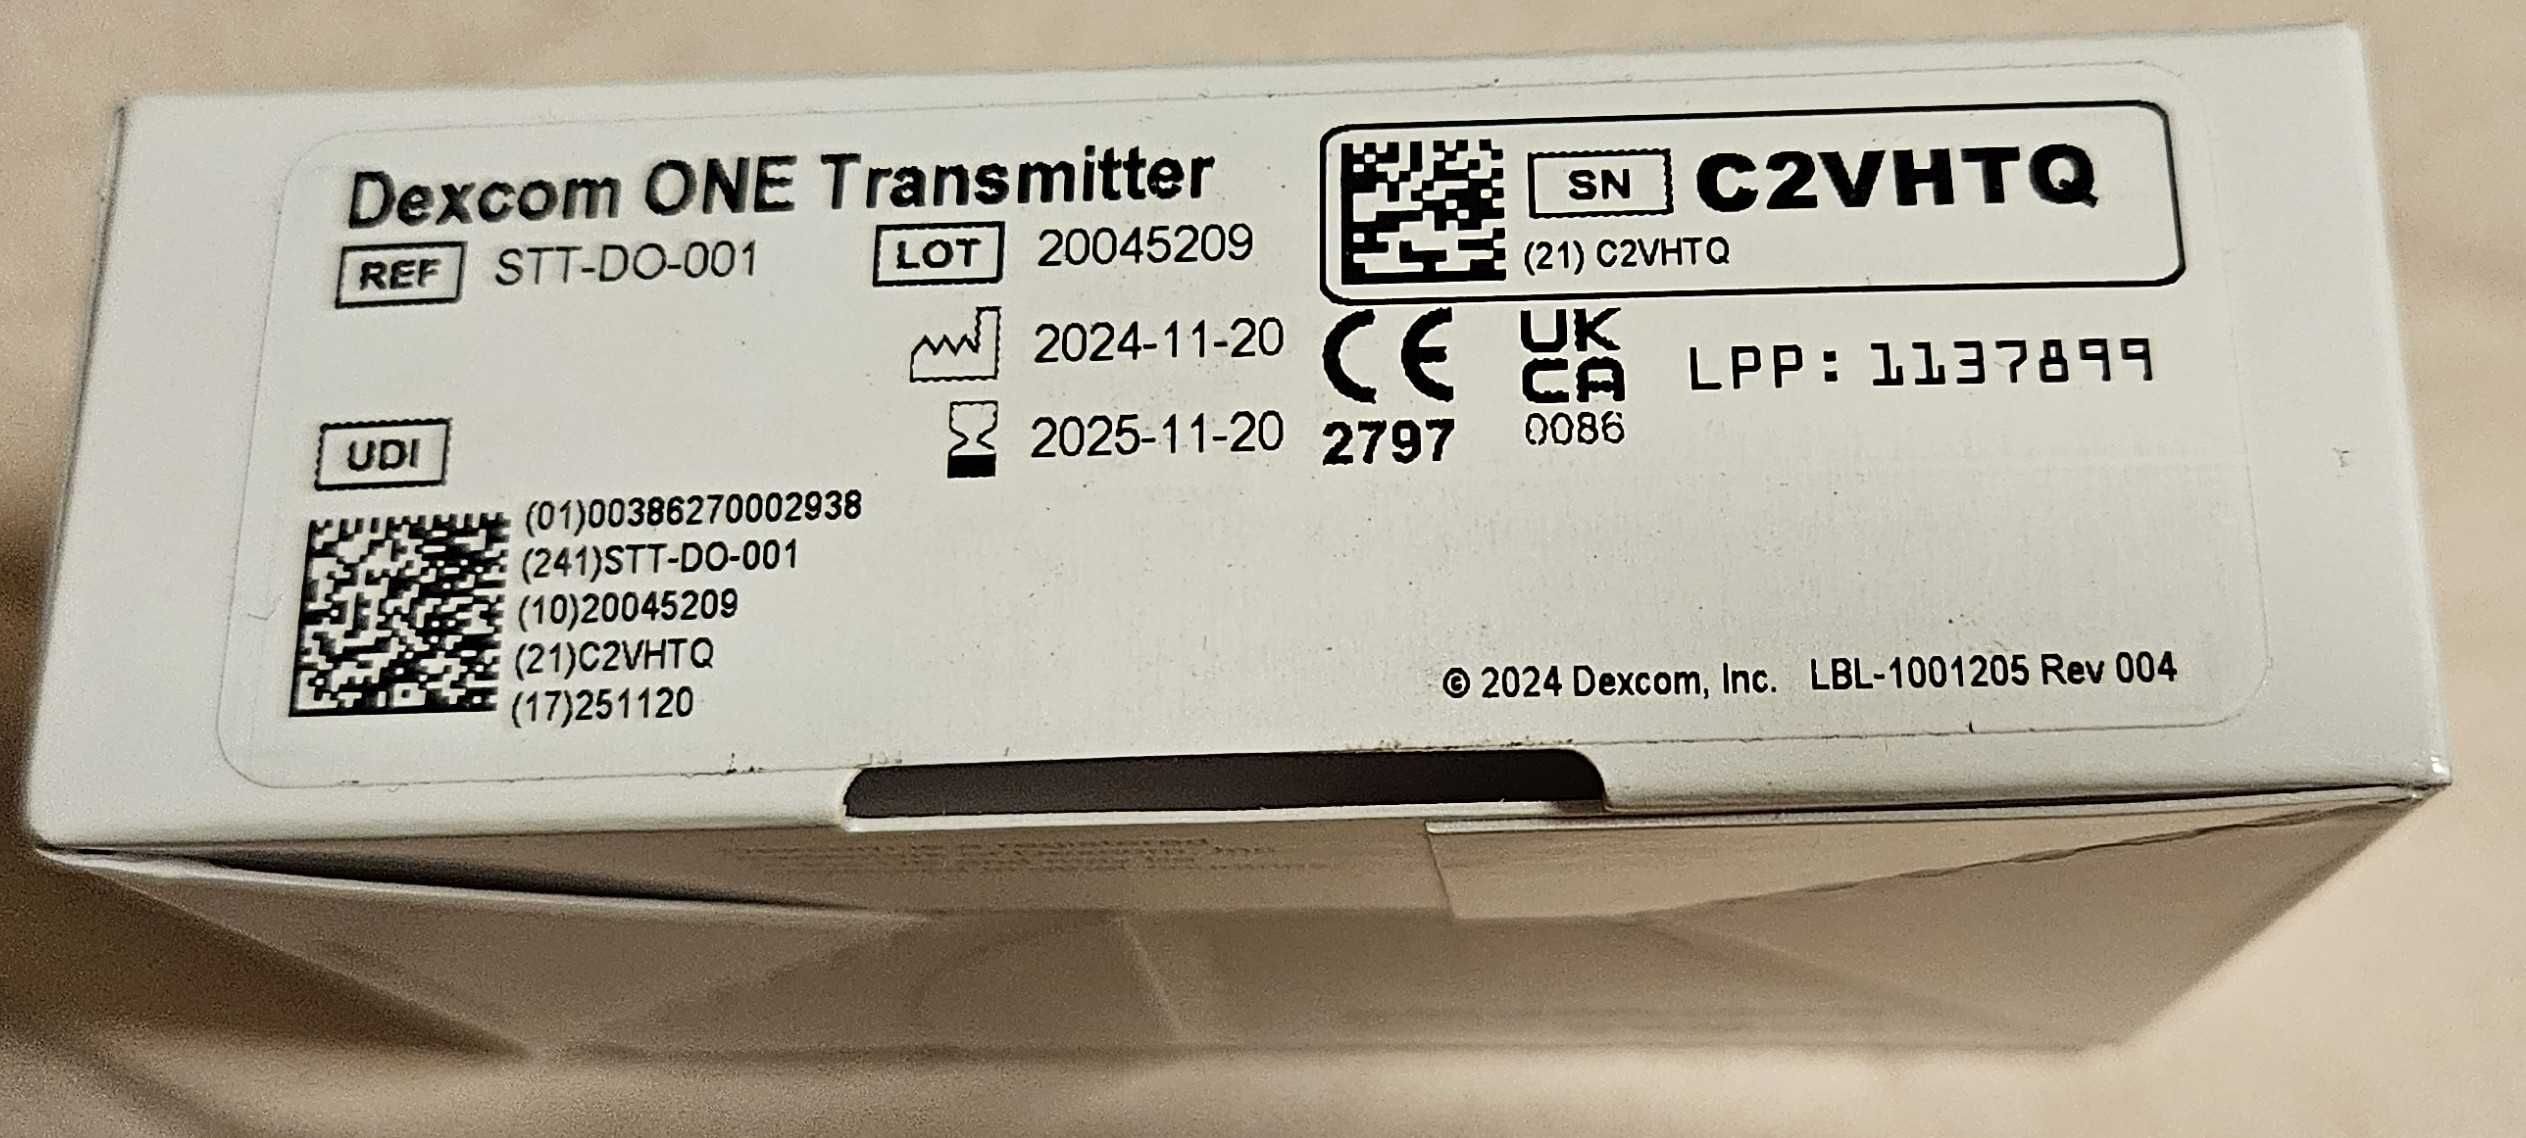 Dexcom ONE Transmitter
REF STT-DO-001
LOT 20045209
2024-11-20
2025-11-20
SN C2VHTQ
(21) C2VHTQ
CE
2797
UK
CA
0086
LPP: 1137899
UDI
(01)00386270002938
(241)STT-DO-001
(10)20045209
(21)C2VHTQ
(17)251120
© 2024 Dexcom, Inc. LBL-1001205 Rev 004